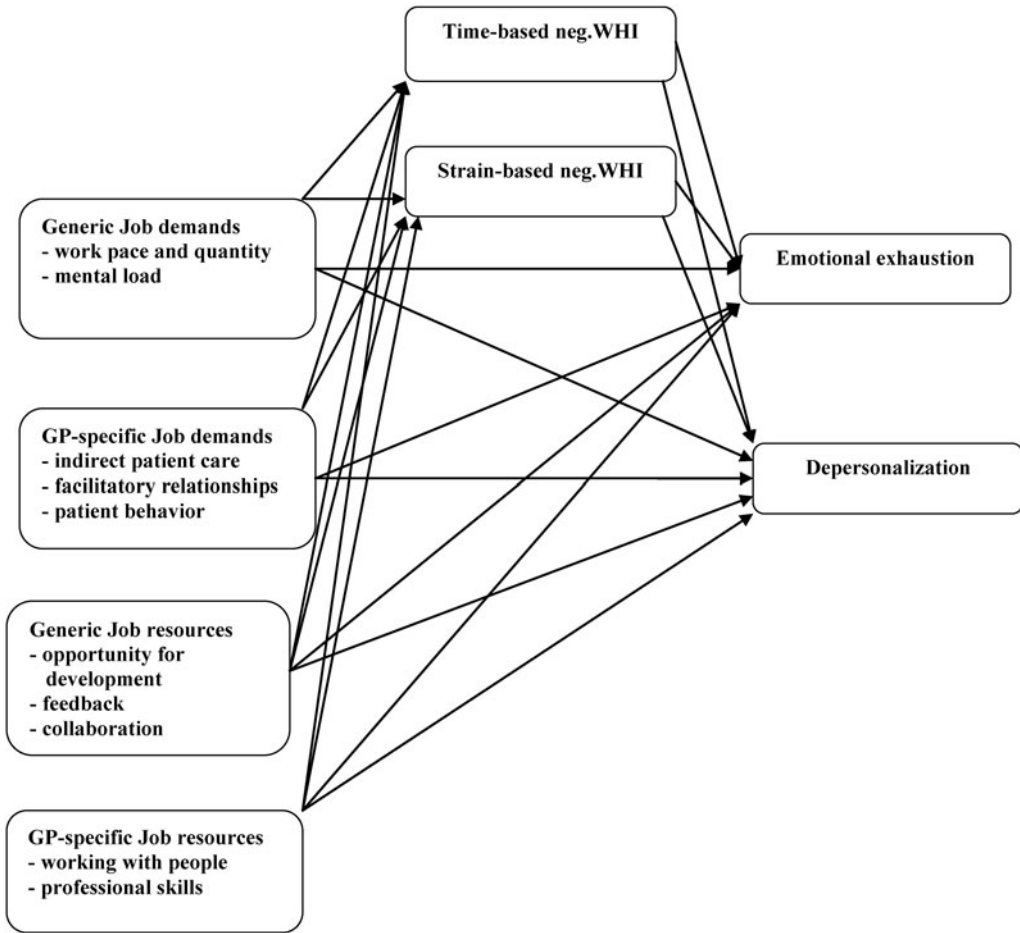 Time-based neg.WHI
Strain-based neg.WHI
Generic Job demands
- work pace and quantity
- mental load
Emotional exhaustion
GP-specific Job demands
- indirect patient care
- facilitatory relationships
- patient behavior
Depersonalization
Generic Job resources
- opportunity for
development
- feedback
- collaboration
GP-specific Job resources
- working with people
- professional skills